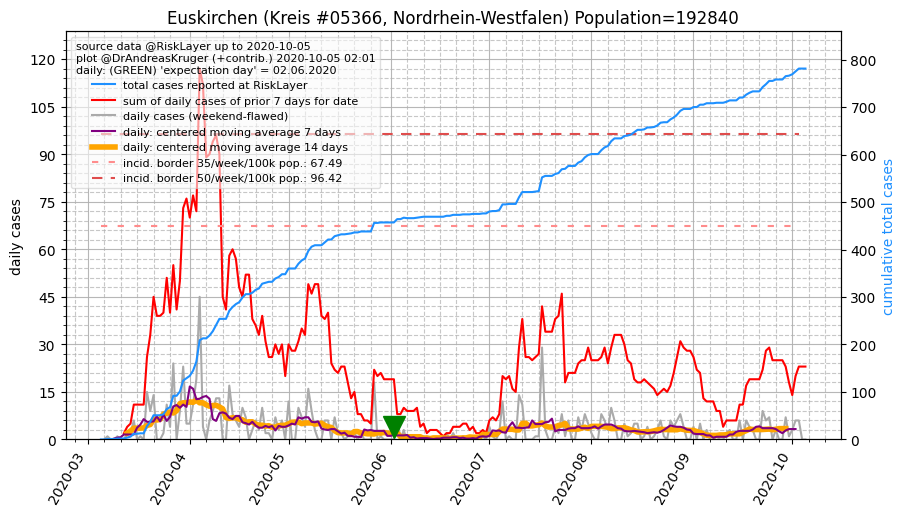 Euskirchen (Kreis #05366, Nordrhein-Westfalen) Population=192840
source data @RiskLayer up to 2020-10-05
plot @DrAndreasKruger (+contrib.) 2020-10-05 02:01
daily: (GREEN) 'expectation day' = 02.06.2020
total cases reported at RiskLayer
sum of daily cases of prior 7 days for date
daily cases (weekend-flawed)
daily: centered moving average 7 days
daily: centered moving average 14 days
incid. border 35/week/100k pop.: 67.49
incid. border 50/week/100k pop.: 96.42
daily cases
120
105
90
75
60
45
30
15
0
cumulative total cases
800
700
600
500
400
300
200
100
0
2020-03
2020-04
2020-05
2020-06
2020-07
2020-08
2020-09
2020-10